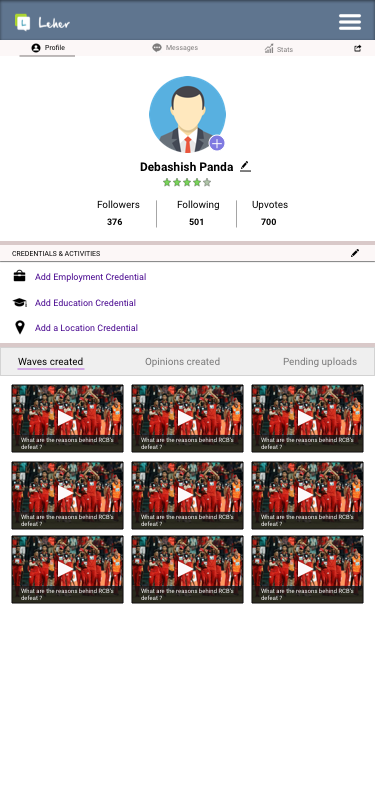 L Leher
Profile Messages Stats
Debashish Panda
Followers Following Upvotes
376 501 700
CREDENTIALS & ACTIVITIES
Add Employment Credential
Add Education Credential
Add a Location Credential
Waves created Opinions created Pending uploads
What are the reasons behind RCB's
defeat ?
What are the reasons behind RCB's
defeat ?
What are the reasons behind RCB's
defeat ?
What are the reasons behind RCB's
defeat ?
What are the reasons behind RCB's
defeat ?
What are the reasons behind RCB's
defeat ?
What are the reasons behind RCB's
defeat ?
What are the reasons behind RCB's
defeat ?
What are the reasons behind RCB's
defeat ?